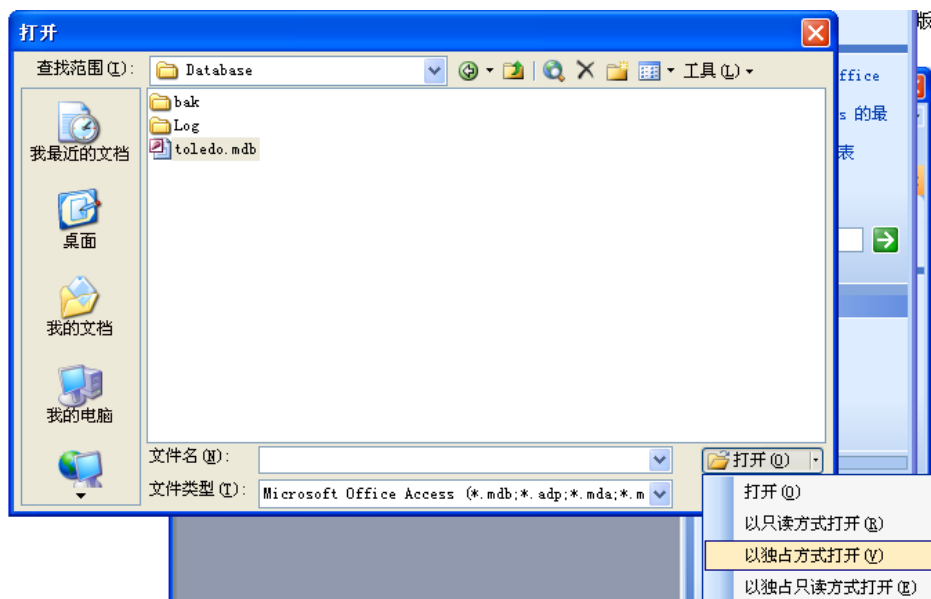 打开
版
查找范围(I):
Database
工具(L)
ffice
s 的最
表
bak
Log
toledo.mdb
我最近的文档
桌面
我的文档
我的电脑
文件名(N):
打开(O)
文件类型(T):
Microsoft Office Access (*.mdb;*.adp;*.mda;*.m
打开(O)
以只读方式打开(R)
以独占方式打开(V)
以独占只读方式打开(E)